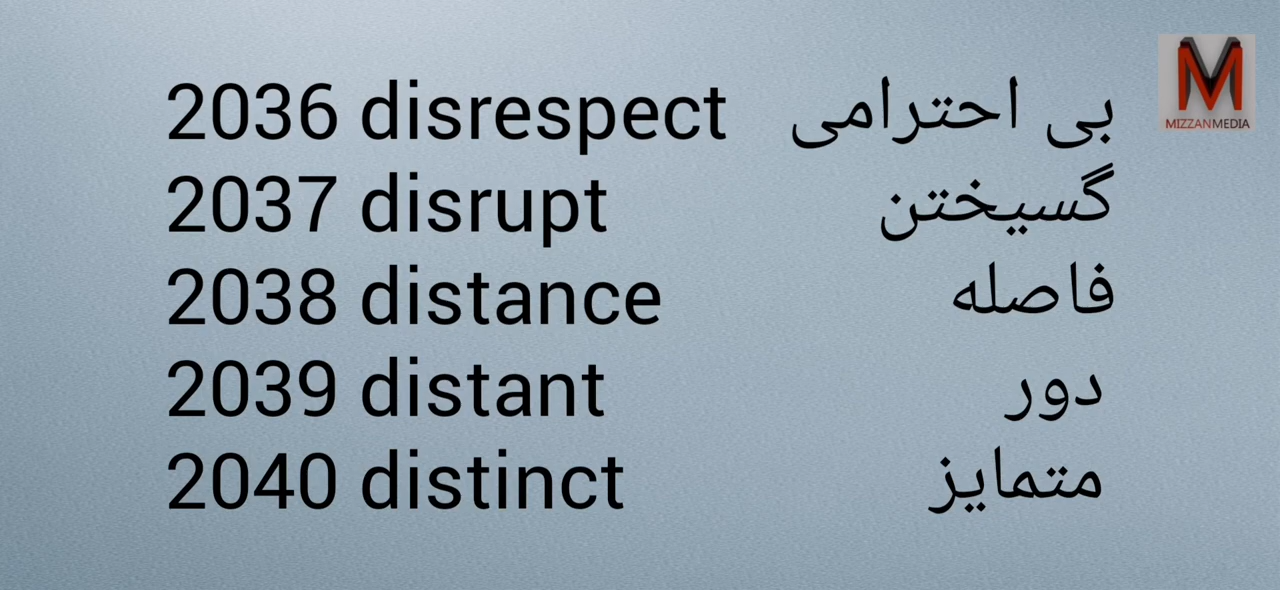 2036 disrespect بی احترامی
2037 disrupt گسیختن
2038 distance فاصله
2039 distant دور
2040 distinct متمایز
MIZZANMEDIA